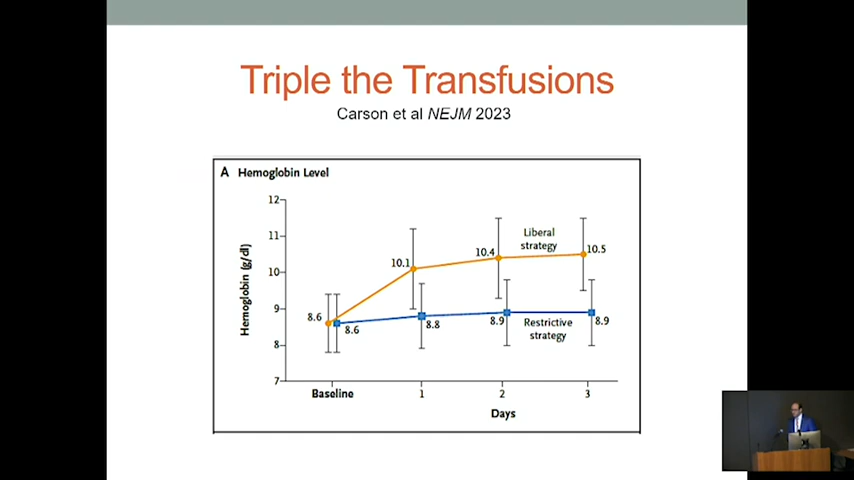 Triple the Transfusions
Carson et al NEJM 2023
A Hemoglobin Level
12
11
10
9
8
7
Hemoglobin (g/dl)
8.6
10.1
10.4
10.5
Liberal
strategy
8.6
8.8
8.9
8.9
Restrictive
strategy
Baseline 1 2 3
Days